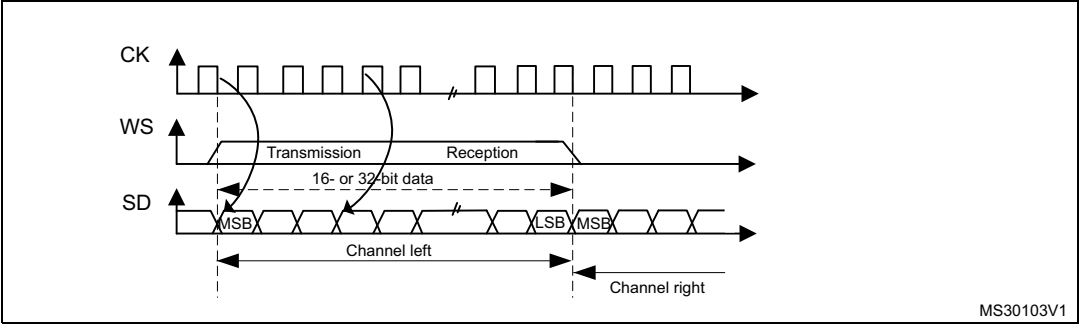 CK
WS
Transmission Reception
16- or 32-bit data
SD
MSB LSB MSB
Channel left
Channel right
MS30103V1